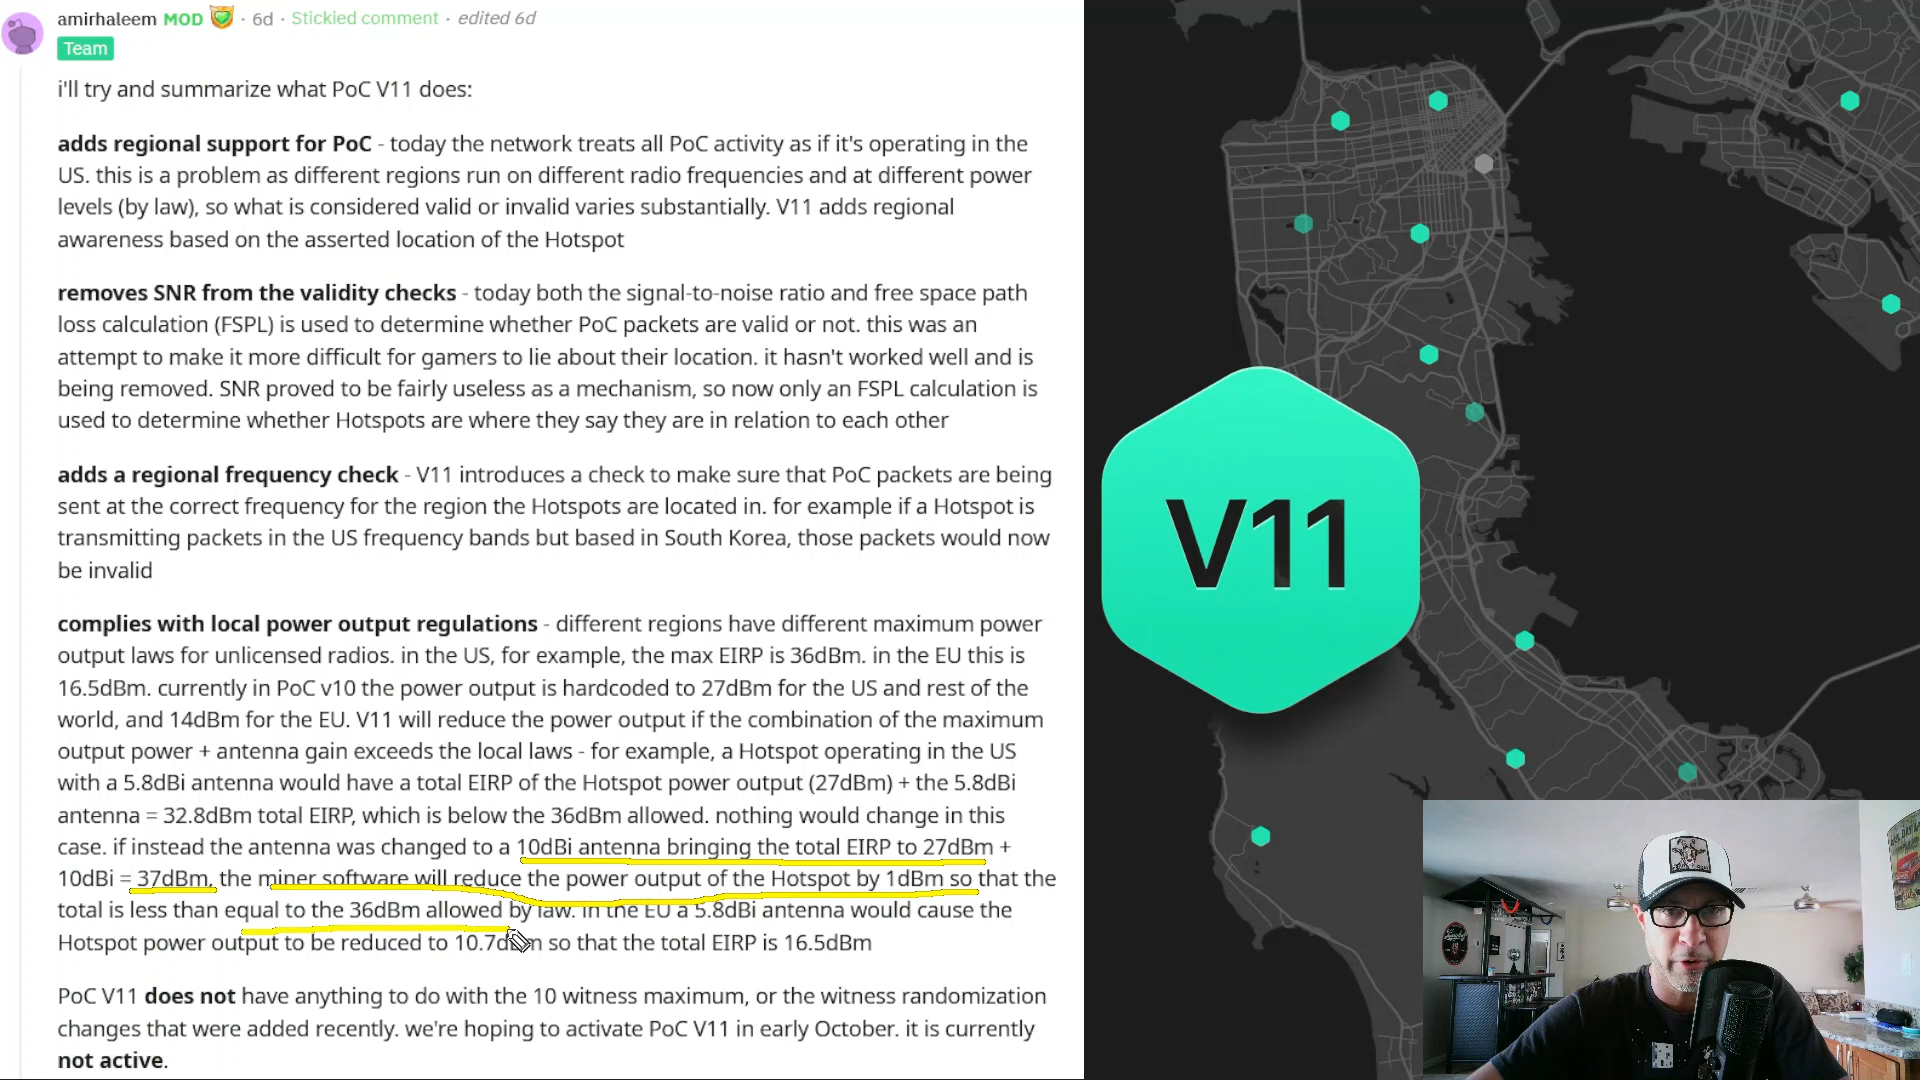 amirhaleem MOD · 6d · Stickied comment · edited 6d
Team
i'll try and summarize what PoC V11 does:
adds regional support for PoC - today the network treats all PoC activity as if it's operating in the
US. this is a problem as different regions run on different radio frequencies and at different power
levels (by law), so what is considered valid or invalid varies substantially. V11 adds regional
awareness based on the asserted location of the Hotspot
removes SNR from the validity checks - today both the signal-to-noise ratio and free space path
loss calculation (FSPL) is used to determine whether PoC packets are valid or not. this was an
attempt to make it more difficult for gamers to lie about their location. it hasn't worked well and is
being removed. SNR proved to be fairly useless as a mechanism, so now only an FSPL calculation is
used to determine whether Hotspots are where they say they are in relation to each other
adds a regional frequency check - V11 introduces a check to make sure that PoC packets are being
sent at the correct frequency for the region the Hotspots are located in. for example if a Hotspot is
transmitting packets in the US frequency bands but based in South Korea, those packets would now
be invalid
complies with local power output regulations - different regions have different maximum power
output laws for unlicensed radios. in the US, for example, the max EIRP is 36dBm. in the EU this is
16.5dBm. currently in PoC v10 the power output is hardcoded to 27dBm for the US and rest of the
world, and 14dBm for the EU. V11 will reduce the power output if the combination of the maximum
output power + antenna gain exceeds the local laws - for example, a Hotspot operating in the US
with a 5.8dBi antenna would have a total EIRP of the Hotspot power output (27dBm) + the 5.8dBi
antenna = 32.8dBm total EIRP, which is below the 36dBm allowed. nothing would change in this
case. if instead the antenna was changed to a 10dBi antenna bringing the total EIRP to 27dBm +
10dBi = 37dBm, the miner software will reduce the power output of the Hotspot by 1dBm so that the
total is less than equal to the 36dBm allowed by law. in the EU a 5.8dBi antenna would cause the
Hotspot power output to be reduced to 10.7dBm so that the total EIRP is 16.5dBm
PoC V11 does not have anything to do with the 10 witness maximum, or the witness randomization
changes that were added recently. we're hoping to activate PoC V11 in early October. it is currently
not active.
V11